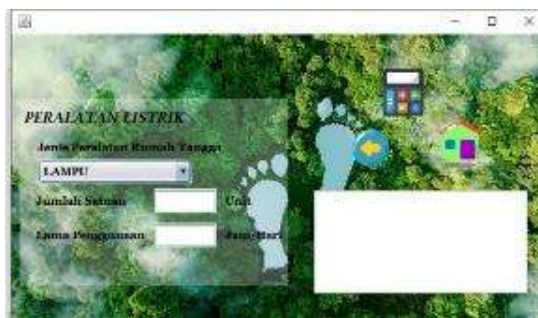 PERALATAN LISTRIK
Jenis Peralatan Rumah Tangga
LAMPU
Jumlah Satuan Unit
Lama Penggunaan Jam/Hari